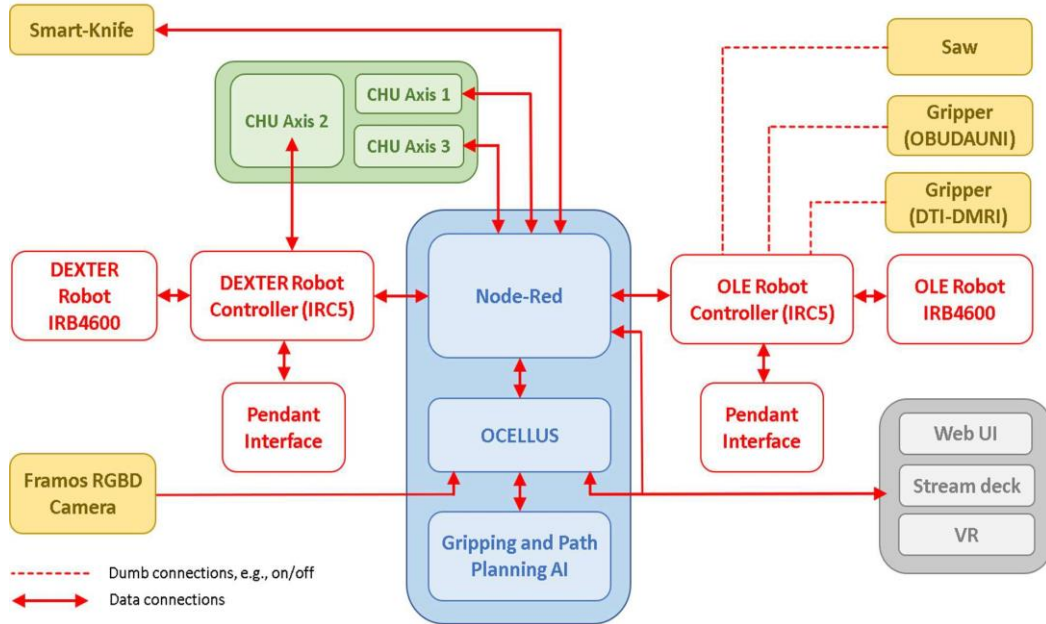 Smart-Knife
Saw
CHU Axis 2
CHU Axis 1
CHU Axis 3
Gripper
(OBUDAUNI)
Gripper
(DTI-DMRI)
DEXTER
Robot
IRB4600
DEXTER Robot
Controller (IRC5)
Node-Red
OLE Robot
Controller (IRC5)
OLE Robot
IRB4600
Pendant
Interface
OCELLUS
Pendant
Interface
Web UI
Stream deck
VR
Framos RGBD
Camera
Gripping and Path
Planning AI
Dumb connections, e.g., on/off
Data connections